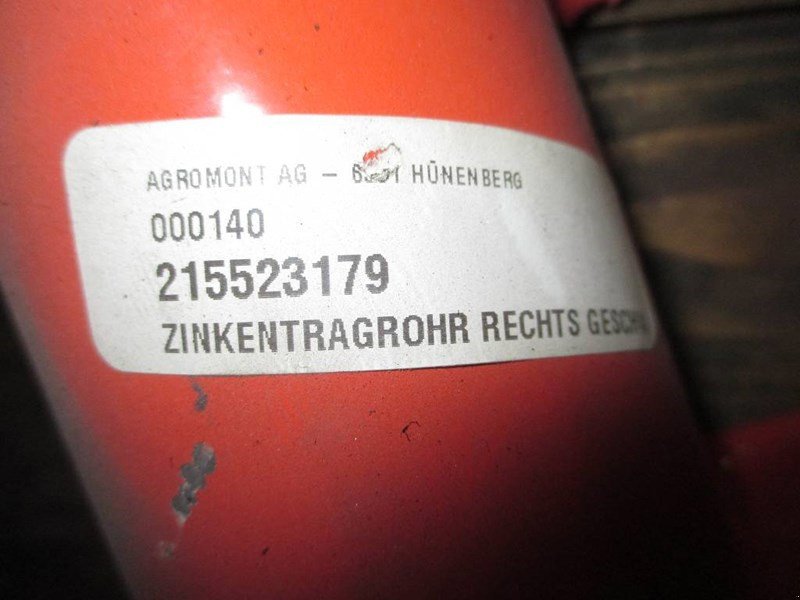 AGROMONT AG – HÜNENBERG
000140
215523179
ZINKENTRAGROHR RECHTS